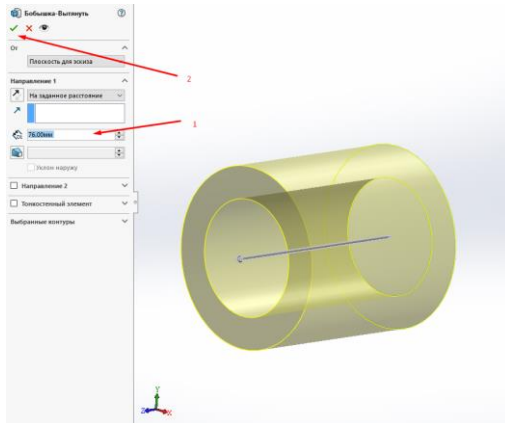 Бобышка-Вытянуть
От
Плоскость для эскиза
Направление 1
На заданное расстояние
76.00мм
Уклон наружу
Направление 2
Тонкостенный элемент
Выбранные контуры
2
1
Y
Z
X